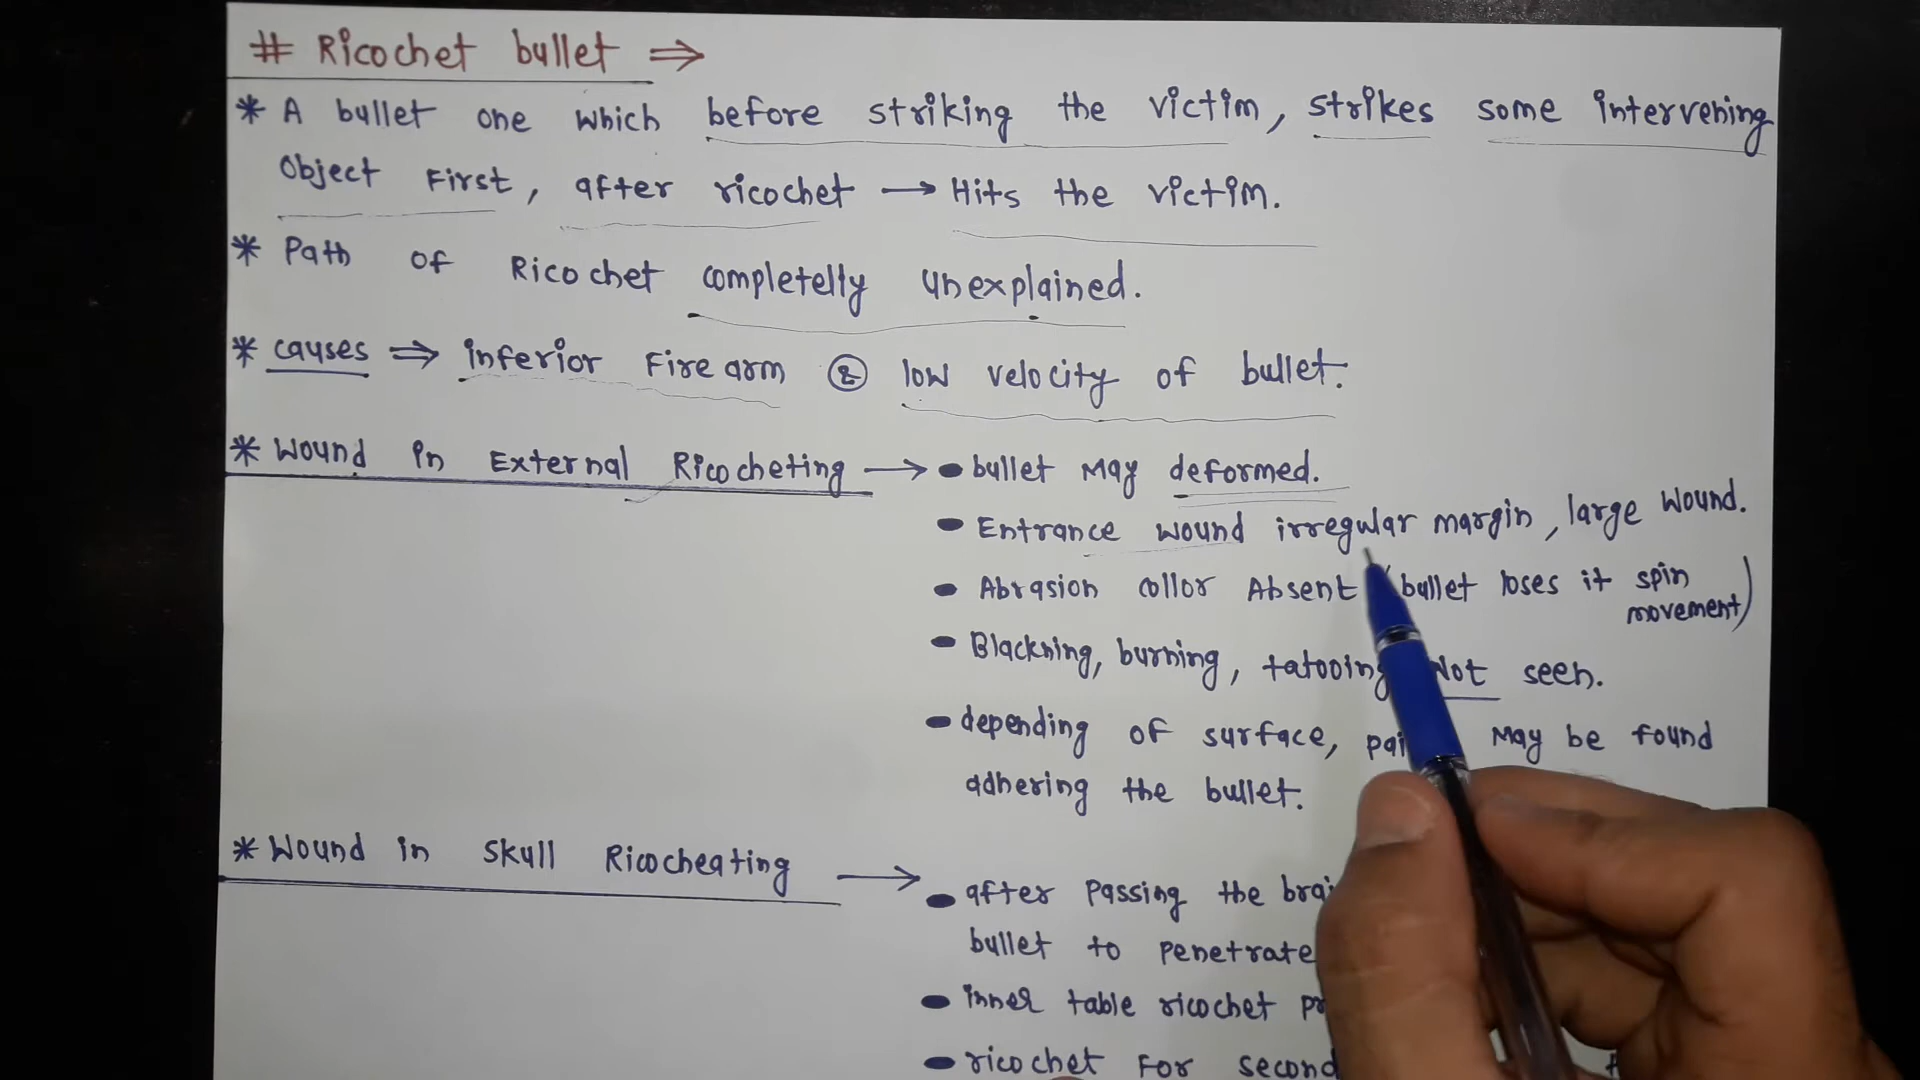 # Ricochet bullet ⇒
* A bullet one which before striking the victim, strikes some intervening
Object First, after ricochet → Hits the victim.
* Path of Ricochet completelly unexplained.
* causes ⇒ inferior Fire arm & low velocity of bullet.
* Wound in External Ricocheting → • bullet May deformed.
• Entrance wound irregular margin, large wound.
• Abrasion collor Absent (bullet loses it spin
movement)
• Blackning, burning, tatooing Not seen.
• depending of surface, May be found
adhering the bullet.
* Wound in Skull Ricocheating →
• after Passing the
bullet to penetrate
• inner table ricochet
• ricochet For second